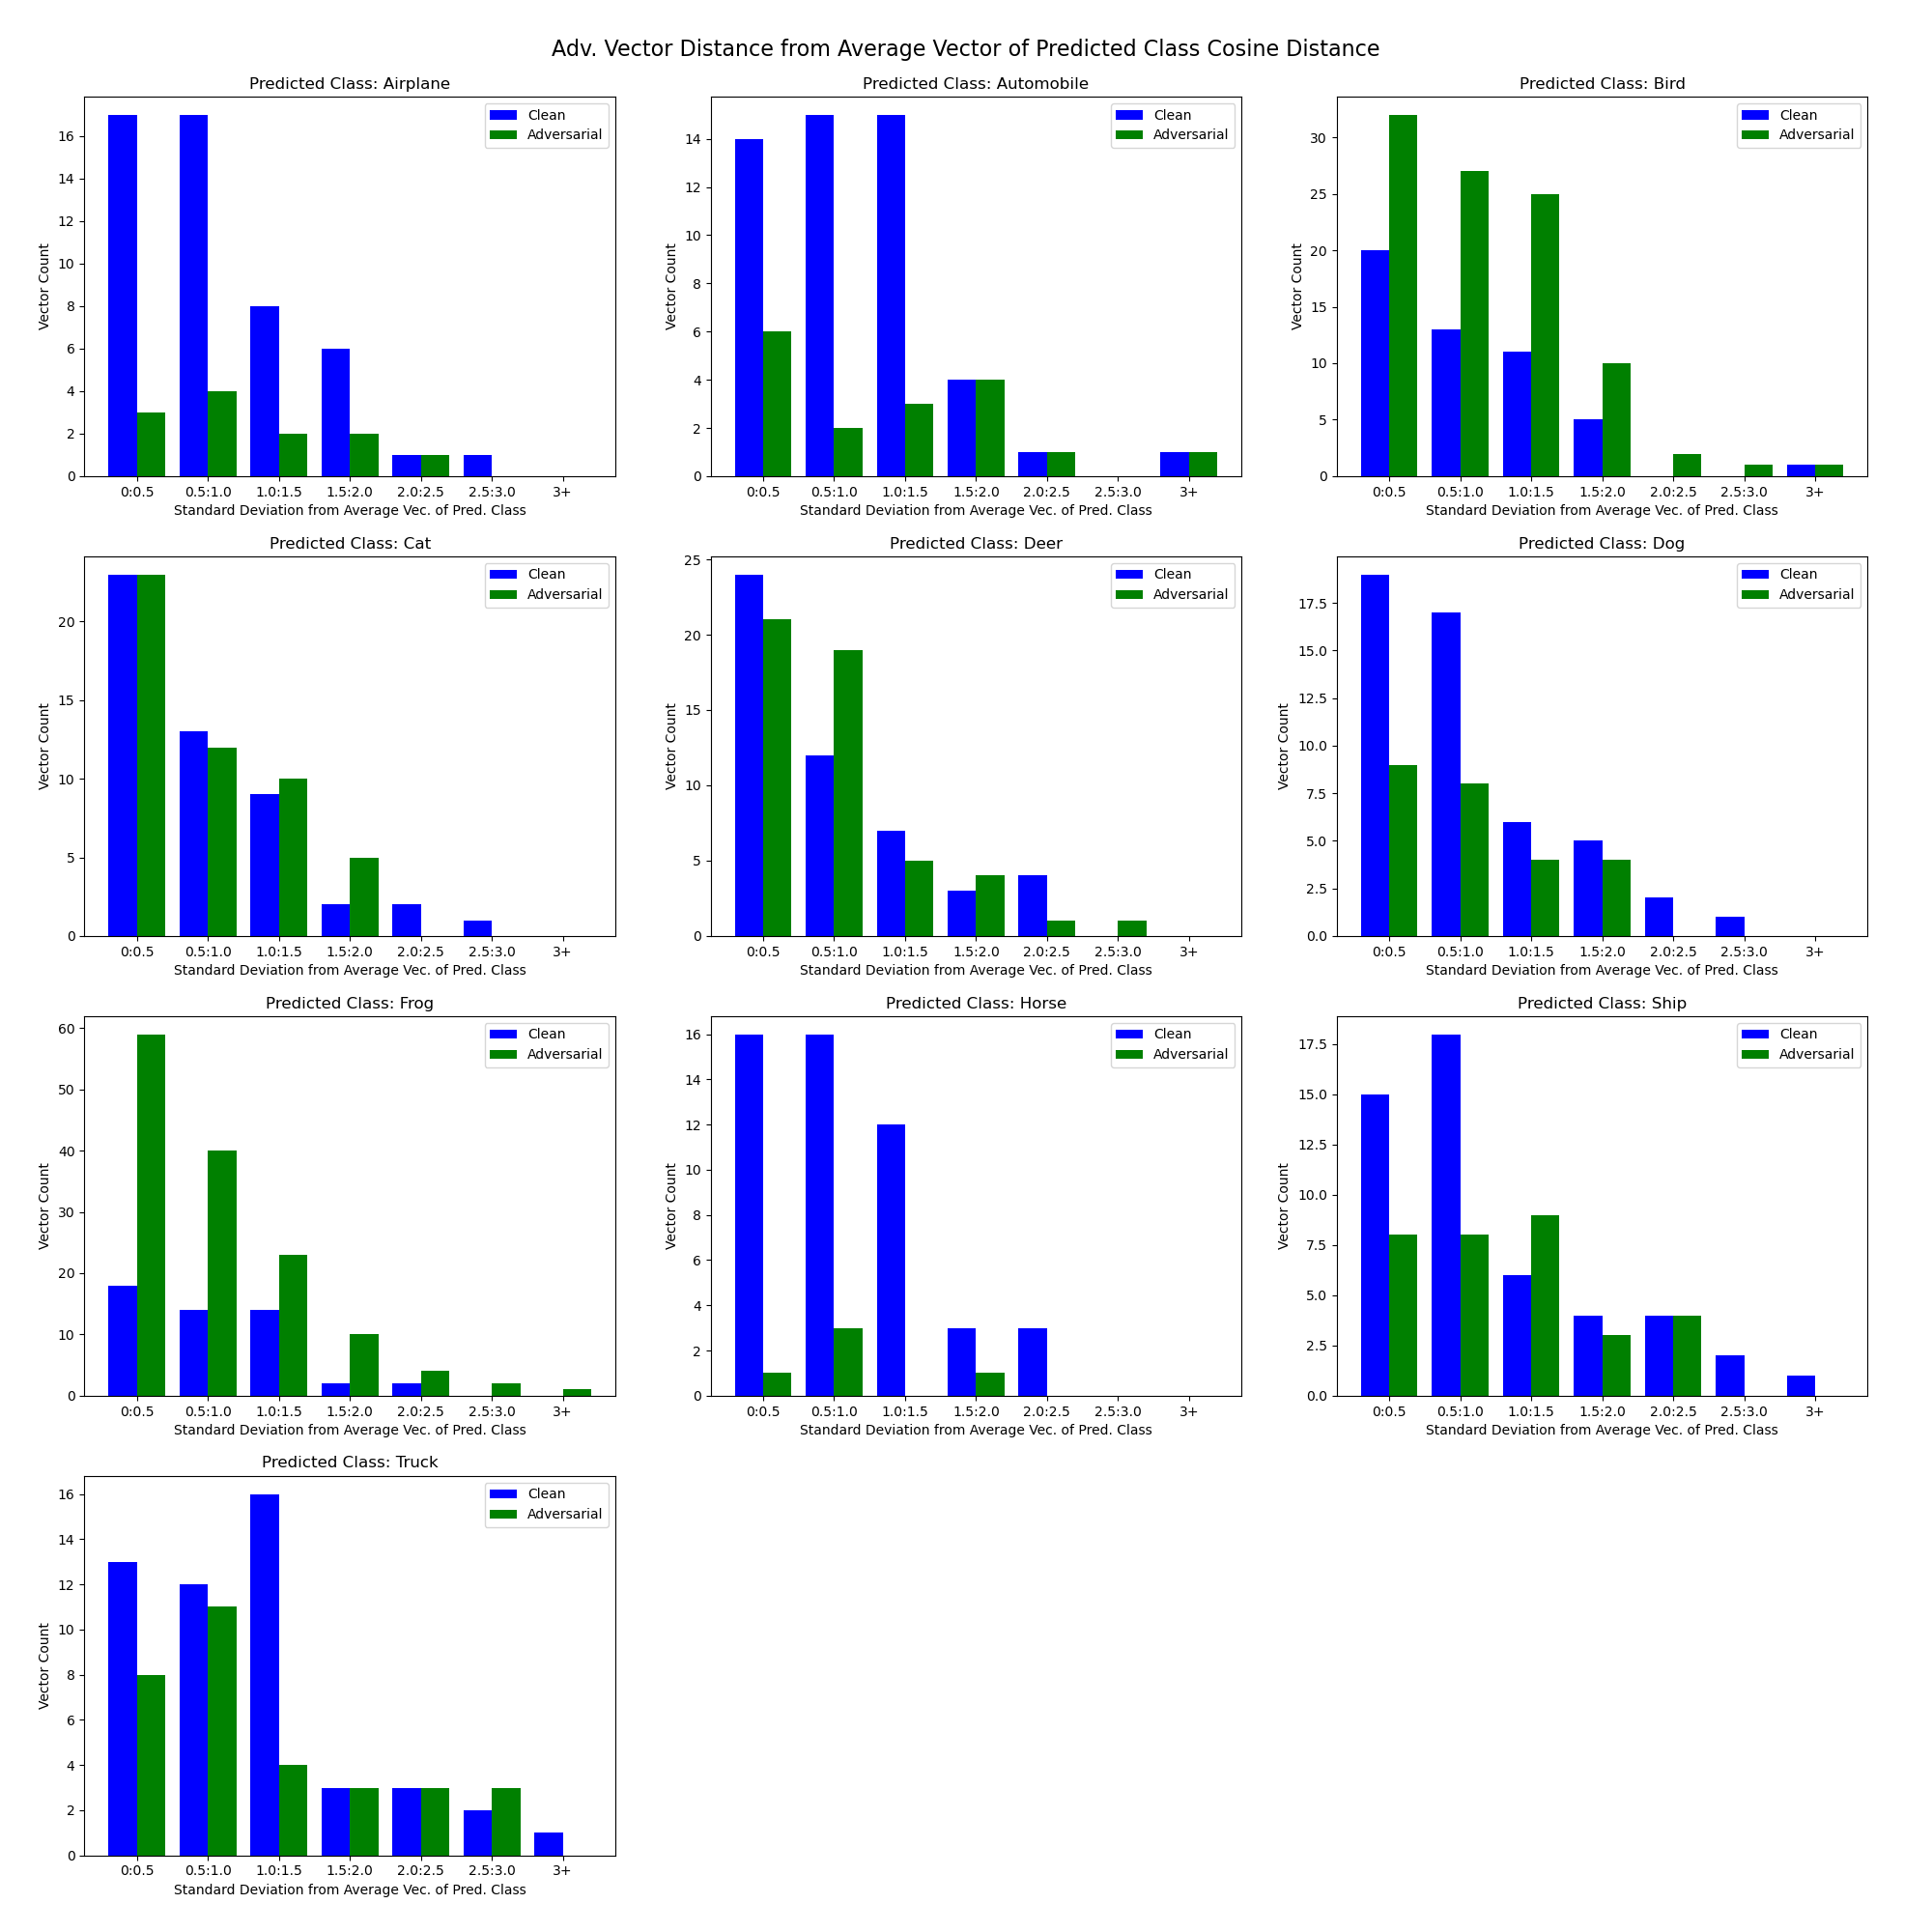 Adv. Vector Distance from Average Vector of Predicted Class Cosine Distance
Predicted Class: Airplane
Clean
Adversarial
Vector Count
16
14
12
10
8
6
4
2
0
0:0.5 0.5:1.0 1.0:1.5 1.5:2.0 2.0:2.5 2.5:3.0 3+
Standard Deviation from Average Vec. of Pred. Class
Predicted Class: Automobile
Clean
Adversarial
Vector Count
14
12
10
8
6
4
2
0
0:0.5 0.5:1.0 1.0:1.5 1.5:2.0 2.0:2.5 2.5:3.0 3+
Standard Deviation from Average Vec. of Pred. Class
Predicted Class: Bird
Clean
Adversarial
Vector Count
30
25
20
15
10
5
0
0:0.5 0.5:1.0 1.0:1.5 1.5:2.0 2.0:2.5 2.5:3.0 3+
Standard Deviation from Average Vec. of Pred. Class
Predicted Class: Cat
Clean
Adversarial
Vector Count
20
15
10
5
0
0:0.5 0.5:1.0 1.0:1.5 1.5:2.0 2.0:2.5 2.5:3.0 3+
Standard Deviation from Average Vec. of Pred. Class
Predicted Class: Deer
Clean
Adversarial
Vector Count
25
20
15
10
5
0
0:0.5 0.5:1.0 1.0:1.5 1.5:2.0 2.0:2.5 2.5:3.0 3+
Standard Deviation from Average Vec. of Pred. Class
Predicted Class: Dog
Clean
Adversarial
Vector Count
17.5
15.0
12.5
10.0
7.5
5.0
2.5
0.0
0:0.5 0.5:1.0 1.0:1.5 1.5:2.0 2.0:2.5 2.5:3.0 3+
Standard Deviation from Average Vec. of Pred. Class
Predicted Class: Frog
Clean
Adversarial
Vector Count
60
50
40
30
20
10
0
0:0.5 0.5:1.0 1.0:1.5 1.5:2.0 2.0:2.5 2.5:3.0 3+
Standard Deviation from Average Vec. of Pred. Class
Predicted Class: Horse
Clean
Adversarial
Vector Count
16
14
12
10
8
6
4
2
0
0:0.5 0.5:1.0 1.0:1.5 1.5:2.0 2.0:2.5 2.5:3.0 3+
Standard Deviation from Average Vec. of Pred. Class
Predicted Class: Ship
Clean
Adversarial
Vector Count
17.5
15.0
12.5
10.0
7.5
5.0
2.5
0.0
0:0.5 0.5:1.0 1.0:1.5 1.5:2.0 2.0:2.5 2.5:3.0 3+
Standard Deviation from Average Vec. of Pred. Class
Predicted Class: Truck
Clean
Adversarial
Vector Count
16
14
12
10
8
6
4
2
0
0:0.5 0.5:1.0 1.0:1.5 1.5:2.0 2.0:2.5 2.5:3.0 3+
Standard Deviation from Average Vec. of Pred. Class